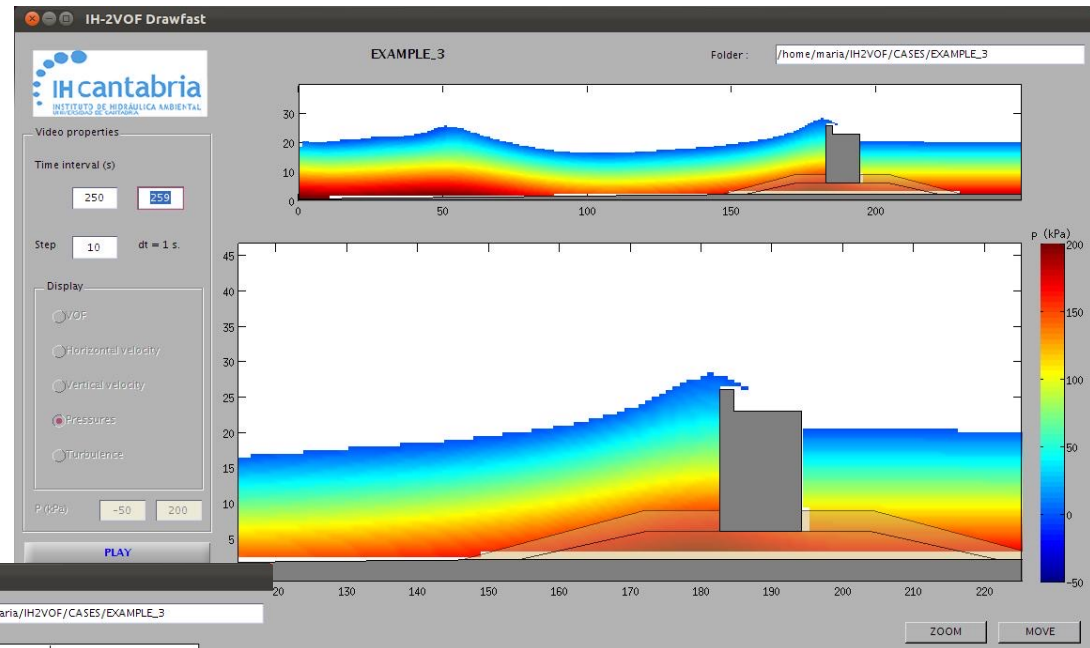 IH-2VOF Drawfast
IHcantabria
INSTITUTO DE HIDRÁULICA AMBIENTAL
UNIVERSIDAD DE CANTABRIA
EXAMPLE_3
Folder :
/home/maria/IH2VOF/CASES/EXAMPLE_3
Video properties
Time interval (s)
250 259
Step 10 dt = 1 s.
Display
VOF
Horizontal velocity
Vertical velocity
Pressures
Turbulence
P (kPa) -50 200
PLAY
30
20
10
0
0 50 100 150 200
45
40
35
30
25
20
15
10
5
20 130 140 150 160 170 180 190 200 210 220
P (kPa)
200
150
100
50
0
-50
ZOOM MOVE
aria/IH2VOF/CASES/EXAMPLE_3